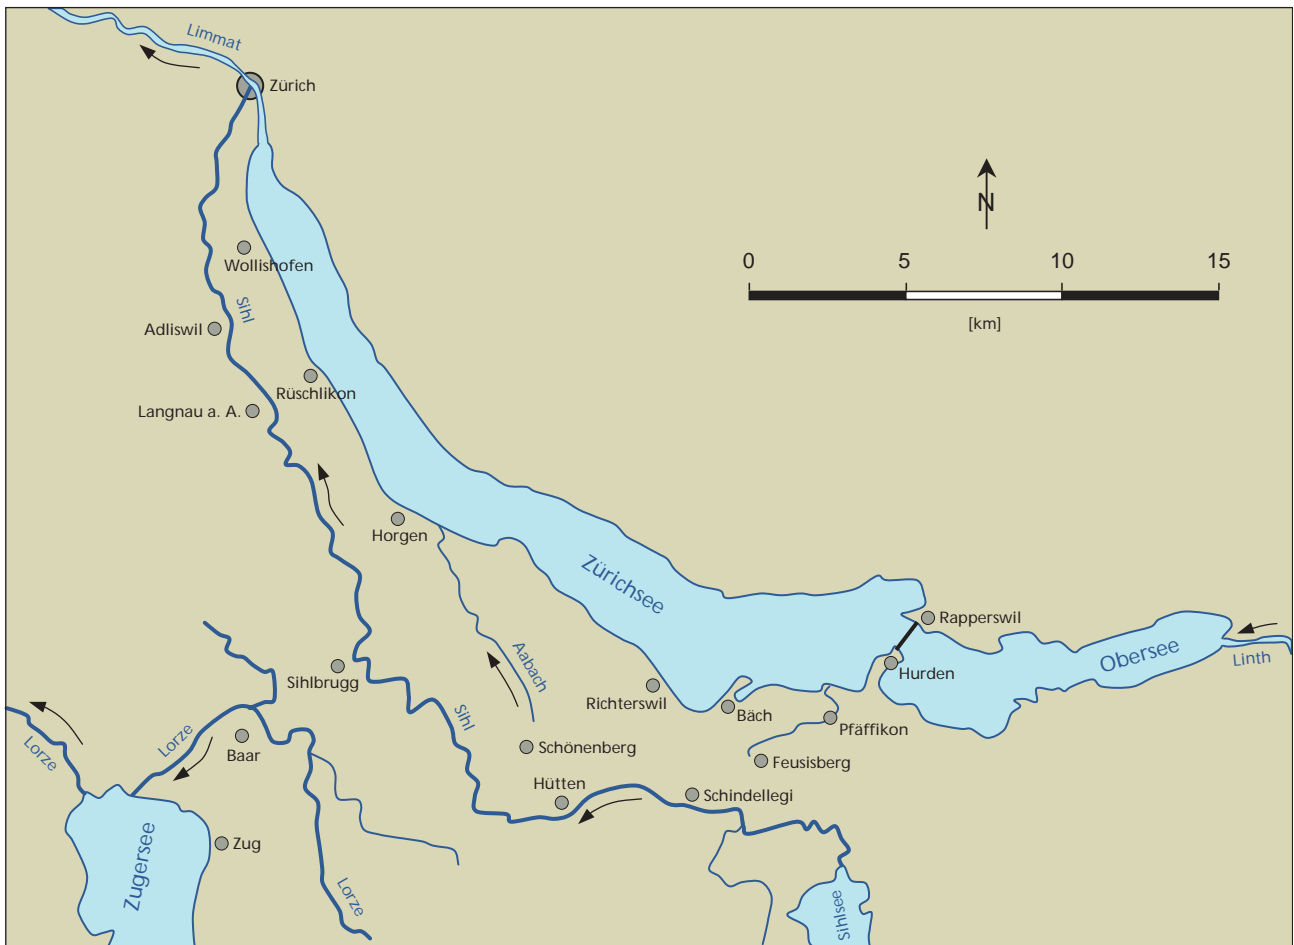 Limmat
Zürich
N
0 5 10 15
[km]
Wollishofen
Sihl
Adliswil
Rüschlikon
Langnau a. A.
Horgen
Zürichsee
Rapperswil
Aabach
Obersee
Linth
Hurden
Sihlbrugg
Richterswil
Bäch
Sihl
Pfäffikon
Lorze
Lorze
Baar
Schönenberg
Feusisberg
Hütten
Schindellegi
Zug
Zugersee
Lorze
Sihlsee